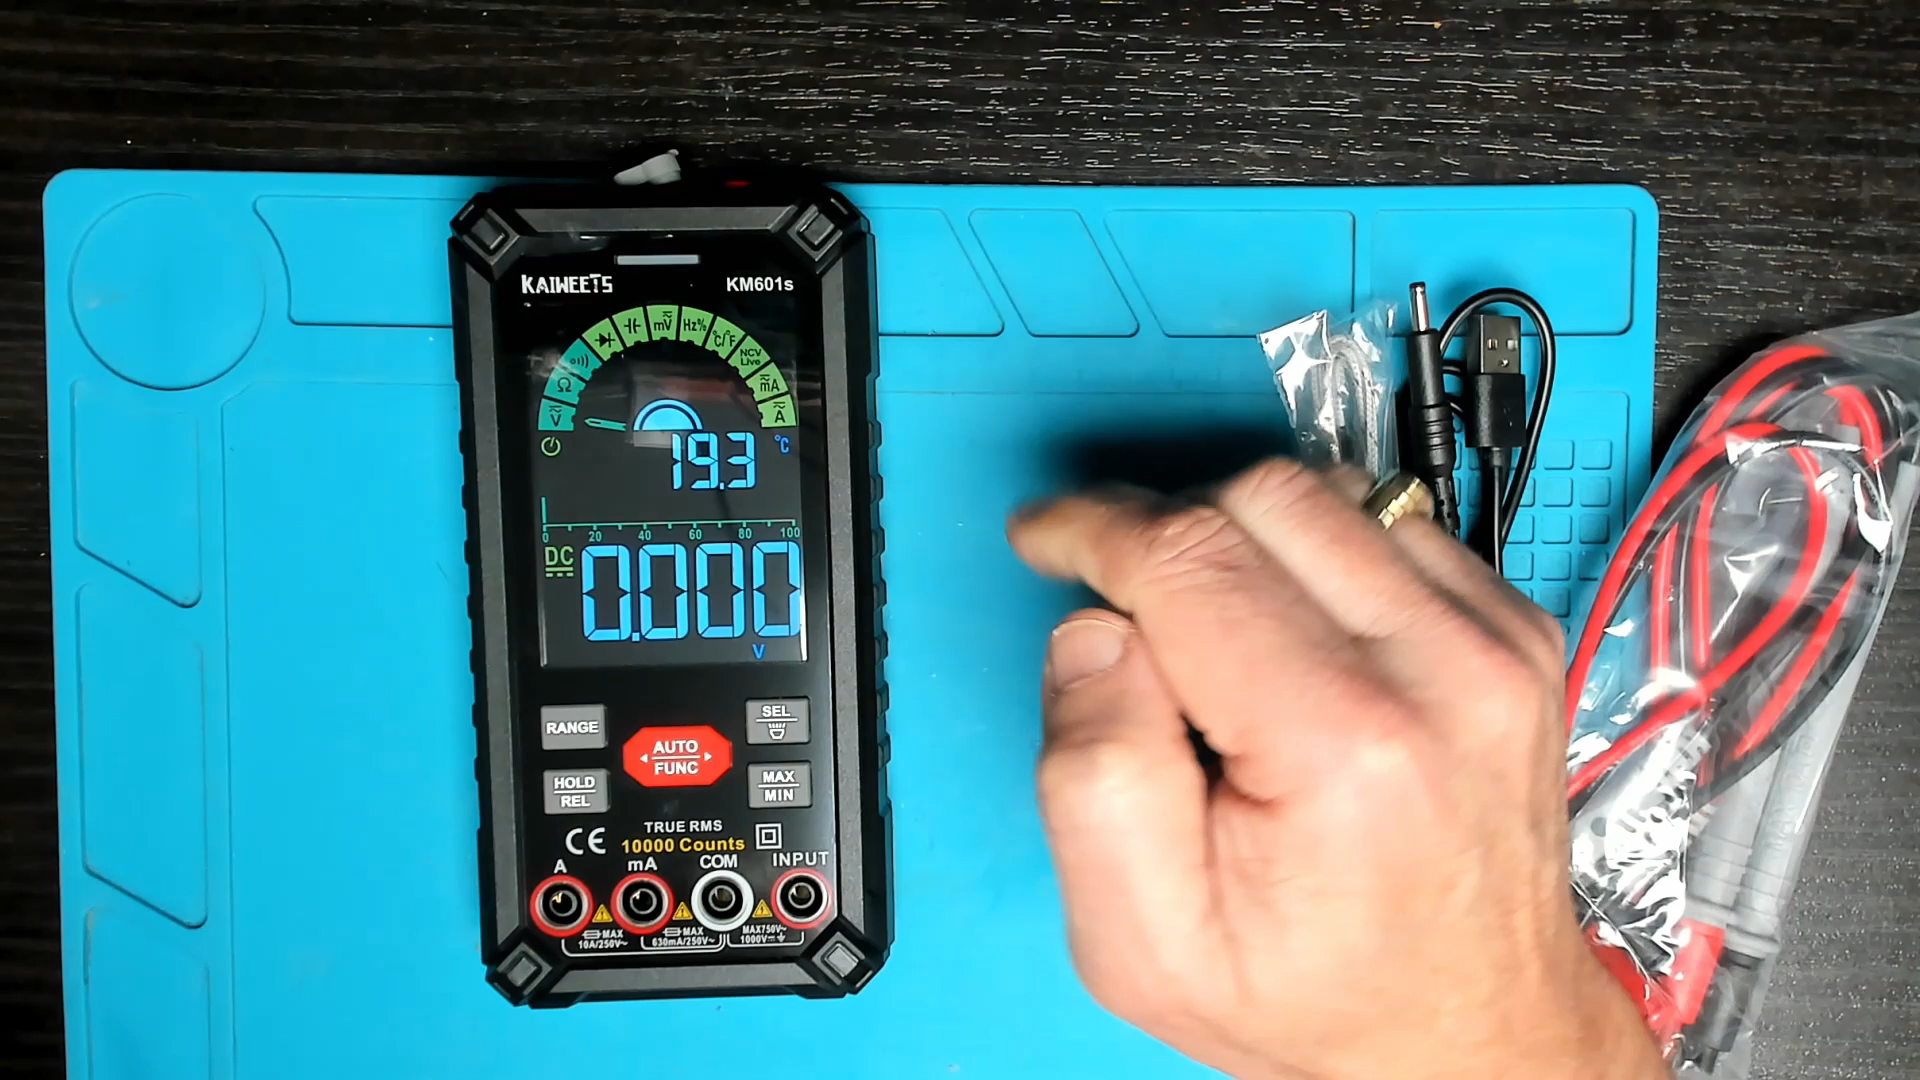 KAIWEETS
KM601s
mV
Hz%
°C/°F
NCV
Live
mA
A
Ω
V
19.3 °C
0 20 40 60 80 100
DC
0.000
V
RANGE
SEL
AUTO
FUNC
HOLD
REL
MAX
MIN
CE
TRUE RMS
10000 Counts
A
mA
COM
INPUT
MAX
10A/250V~
MAX
630mA/250V~
MAX750V~
1000V